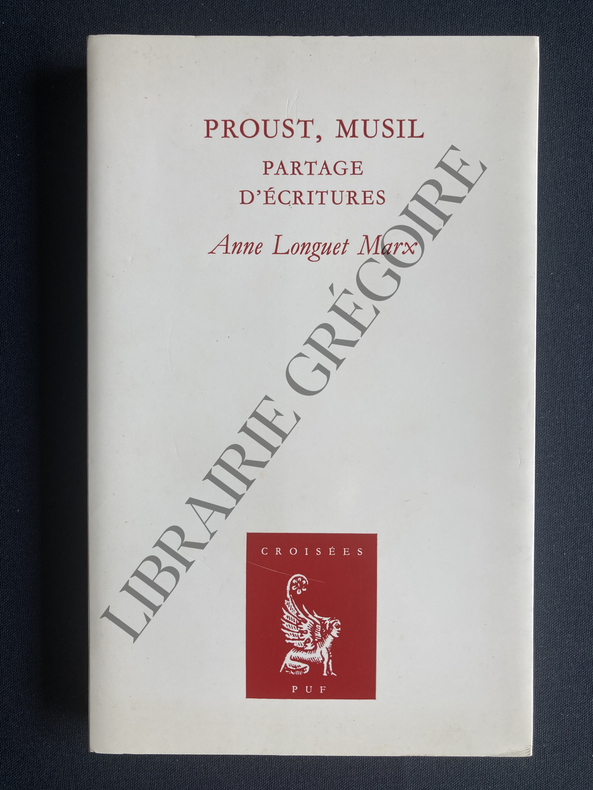 PROUST, MUSIL
PARTAGE
D'ÉCRITURES
Anne Longuet Marx
LIBRAIRIE GRÉGOIRE
CROISÉES
PUF